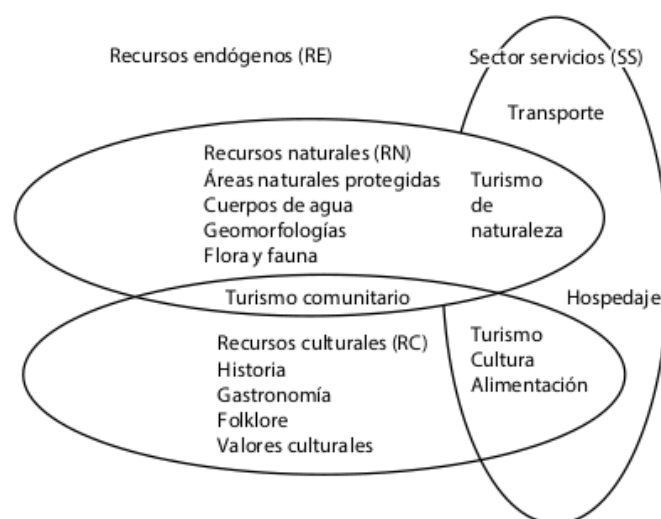 Recursos endógenos (RE)
Sector servicios (SS)
Transporte
Recursos naturales (RN)
Áreas naturales protegidas
Cuerpos de agua
Geomorfologías
Flora y fauna
Turismo
de
naturaleza
Turismo comunitario
Hospedaje
Recursos culturales (RC)
Historia
Gastronomía
Folklore
Valores culturales
Turismo
Cultura
Alimentación